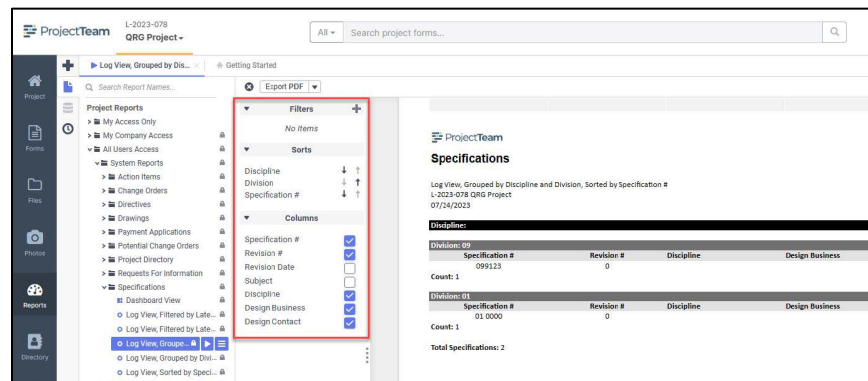 ProjectTeam
L-2023-078
QRG Project
All
Search project forms...
Log View, Grouped by Dis...
Getting Started
Project
Forms
Files
Photos
Reports
Directory
Search Report Names...
Project Reports
My Access Only
My Company Access
All Users Access
System Reports
Action Items
Change Orders
Directives
Drawings
Payment Applications
Potential Change Orders
Project Directory
Requests For Information
Specifications
Dashboard View
Log View, Filtered by Late...
Log View, Filtered by Late...
Log View, Groupe...
Log View, Grouped by Divi...
Log View, Sorted by Speci...
Export PDF
Filters
No Items
Sorts
Discipline
Division
Specification #
Columns
Specification #
Revision #
Revision Date
Subject
Discipline
Design Business
Design Contact
ProjectTeam
Specifications
Log View, Grouped by Discipline and Division, Sorted by Specification #
L-2023-078 QRG Project
07/24/2023
Discipline:
Division: 09
Specification # Revision # Discipline Design Business
099123 0
Count: 1
Division: 01
Specification # Revision # Discipline Design Business
01 0000 0
Count: 1
Total Specifications: 2